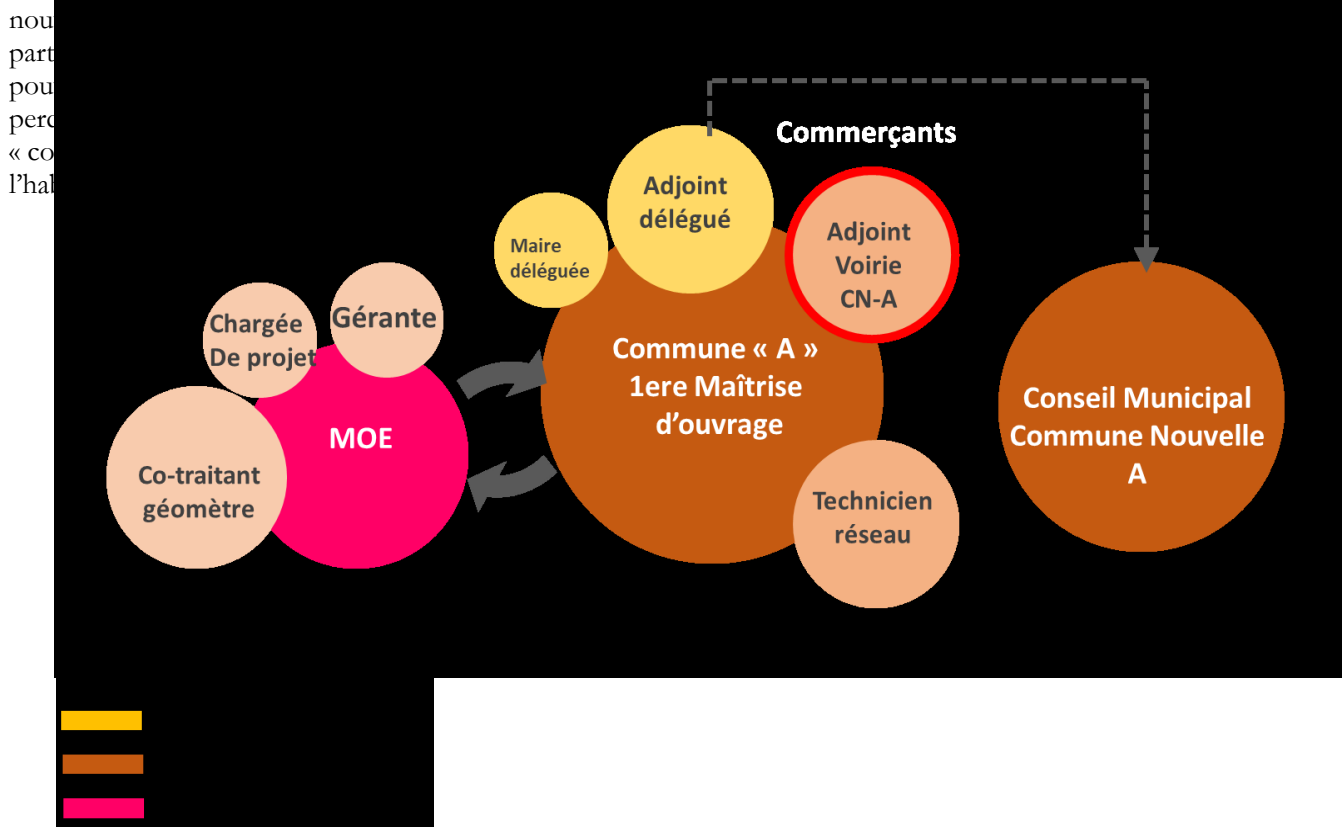 nou
part
pou
perc
« co
l'hal
Commerçants
Adjoint
délégué
Maire
déléguée
Adjoint
Voirie
CN-A
Chargée
De projet
Gérante
Commune « A »
1ere Maîtrise
d'ouvrage
Conseil Municipal
Commune Nouvelle
A
MOE
Co-traitant
géomètre
Technicien
réseau